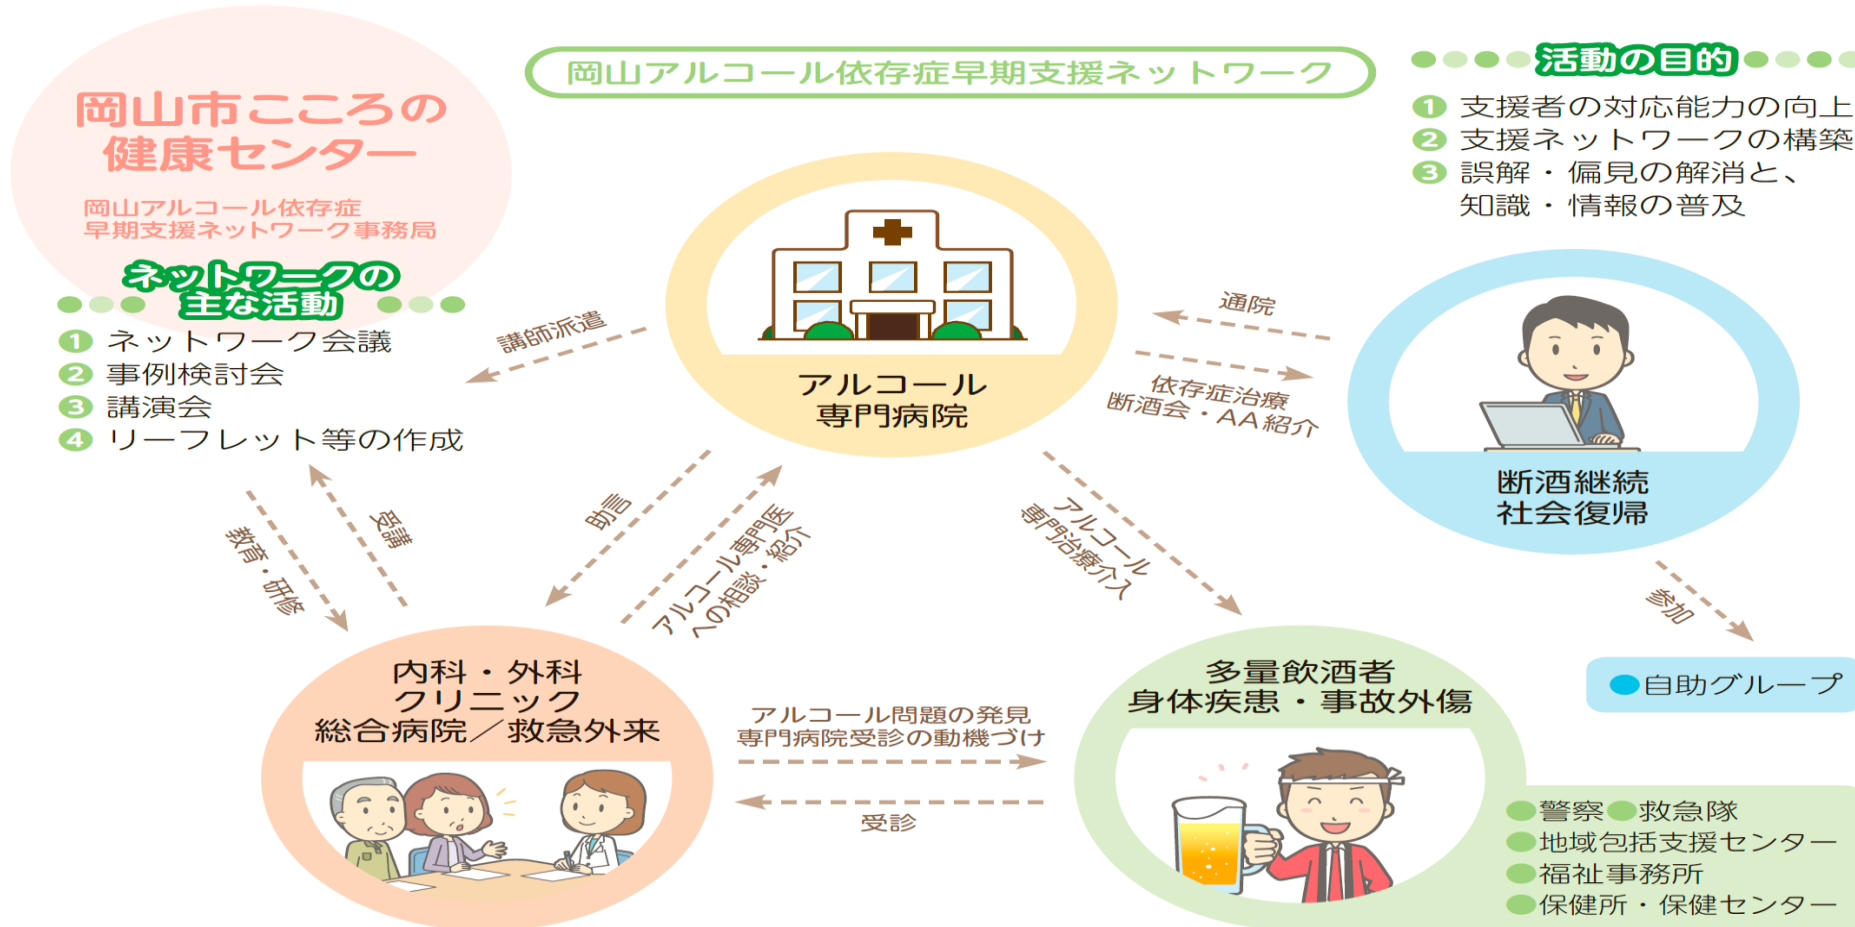 岡山アルコール依存症早期支援ネットワーク
岡山市こころの
健康センター
岡山アルコール依存症
早期支援ネットワーク事務局
ネットワークの
主な活動
1 ネットワーク会議
2 事例検討会
3 講演会
4 リーフレット等の作成
活動の目的
1 支援者の対応能力の向上
2 支援ネットワークの構築
3 誤解・偏見の解消と、
知識・情報の普及
アルコール
専門病院
講師派遣
通院
依存症治療
断酒会・AA紹介
断酒継続
社会復帰
参加
●自助グループ
教育・研修
受講
助言
アルコール専門医
への相談・紹介
アルコール
専門治療介入
内科・外科
クリニック
総合病院／救急外来
アルコール問題の発見
専門病院受診の動機づけ
受診
多量飲酒者
身体疾患・事故外傷
●警察●救急隊
●地域包括支援センター
●福祉事務所
●保健所・保健センター